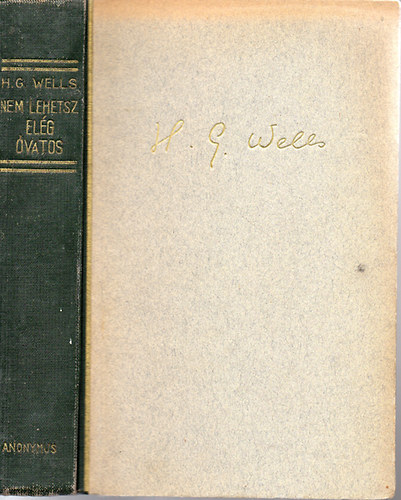 H.G. WELLS
NEM LEHETSZ
ELÉG
ÓVATOS
ANONYMUS
H. G. Wells